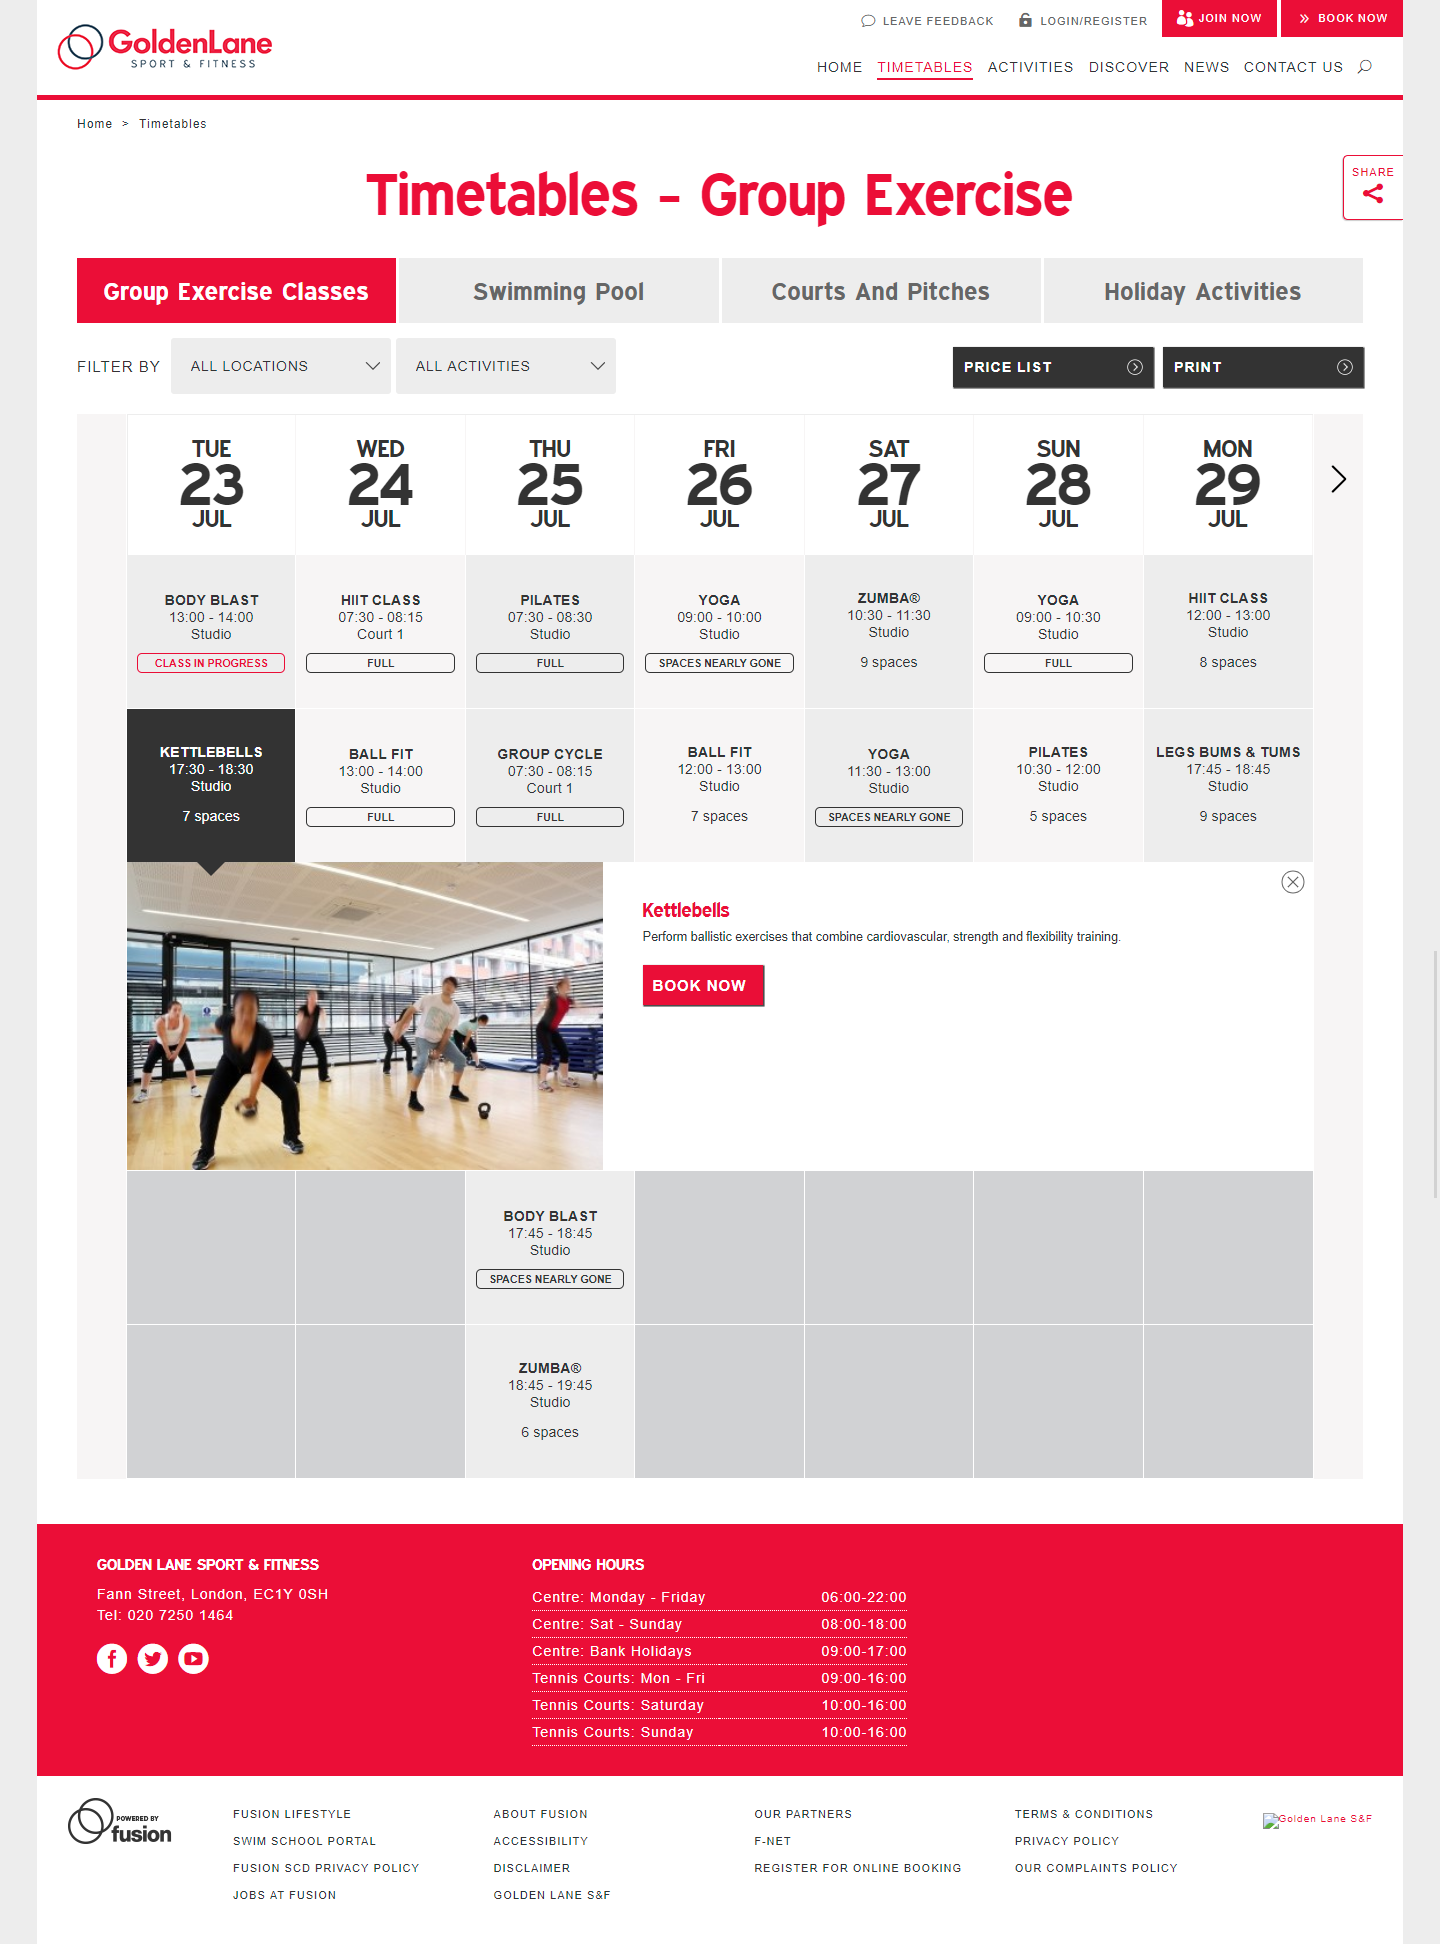 LEAVE FEEDBACK
LOGIN/REGISTER
JOIN NOW
BOOK NOW
GoldenLane
SPORT & FITNESS
HOME TIMETABLES ACTIVITIES DISCOVER NEWS CONTACT US
Home > Timetables
SHARE
Timetables - Group Exercise
Group Exercise Classes
Swimming Pool
Courts And Pitches
Holiday Activities
FILTER BY
ALL LOCATIONS
ALL ACTIVITIES
PRICE LIST
PRINT
TUE
23
JUL
WED
24
JUL
THU
25
JUL
FRI
26
JUL
SAT
27
JUL
SUN
28
JUL
MON
29
JUL
BODY BLAST
13:00 - 14:00
Studio
CLASS IN PROGRESS
HIIT CLASS
07:30 - 08:15
Court 1
FULL
PILATES
07:30 - 08:30
Studio
FULL
YOGA
09:00 - 10:00
Studio
SPACES NEARLY GONE
ZUMBA®
10:30 - 11:30
Studio
9 spaces
YOGA
09:00 - 10:30
Studio
FULL
HIIT CLASS
12:00 - 13:00
Studio
8 spaces
KETTLEBELLS
17:30 - 18:30
Studio
7 spaces
BALL FIT
13:00 - 14:00
Studio
FULL
GROUP CYCLE
07:30 - 08:15
Court 1
FULL
BALL FIT
12:00 - 13:00
Studio
7 spaces
YOGA
11:30 - 13:00
Studio
SPACES NEARLY GONE
PILATES
10:30 - 12:00
Studio
5 spaces
LEGS BUMS & TUMS
17:45 - 18:45
Studio
9 spaces
Kettlebells
Perform ballistic exercises that combine cardiovascular, strength and flexibility training.
BOOK NOW
BODY BLAST
17:45 - 18:45
Studio
SPACES NEARLY GONE
ZUMBA®
18:45 - 19:45
Studio
6 spaces
GOLDEN LANE SPORT & FITNESS
Fann Street, London, EC1Y 0SH
Tel: 020 7250 1464
OPENING HOURS
Centre: Monday - Friday 06:00-22:00
Centre: Sat - Sunday 08:00-18:00
Centre: Bank Holidays 09:00-17:00
Tennis Courts: Mon - Fri 09:00-16:00
Tennis Courts: Saturday 10:00-16:00
Tennis Courts: Sunday 10:00-16:00
POWERED BY
fusion
FUSION LIFESTYLE
SWIM SCHOOL PORTAL
FUSION SCD PRIVACY POLICY
JOBS AT FUSION
ABOUT FUSION
ACCESSIBILITY
DISCLAIMER
GOLDEN LANE S&F
OUR PARTNERS
F-NET
REGISTER FOR ONLINE BOOKING
TERMS & CONDITIONS
PRIVACY POLICY
OUR COMPLAINTS POLICY
Golden Lane S&F